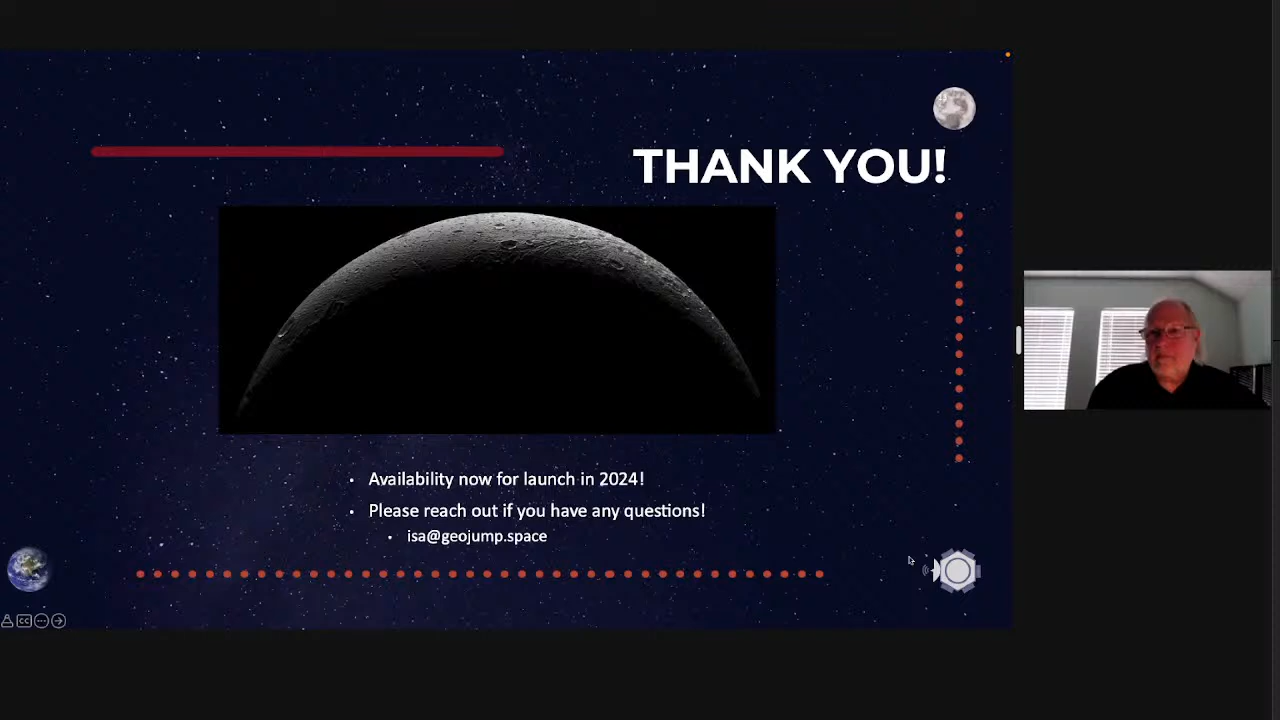 THANK YOU!
• Availability now for launch in 2024!
• Please reach out if you have any questions!
• isa@geojump.space
CC